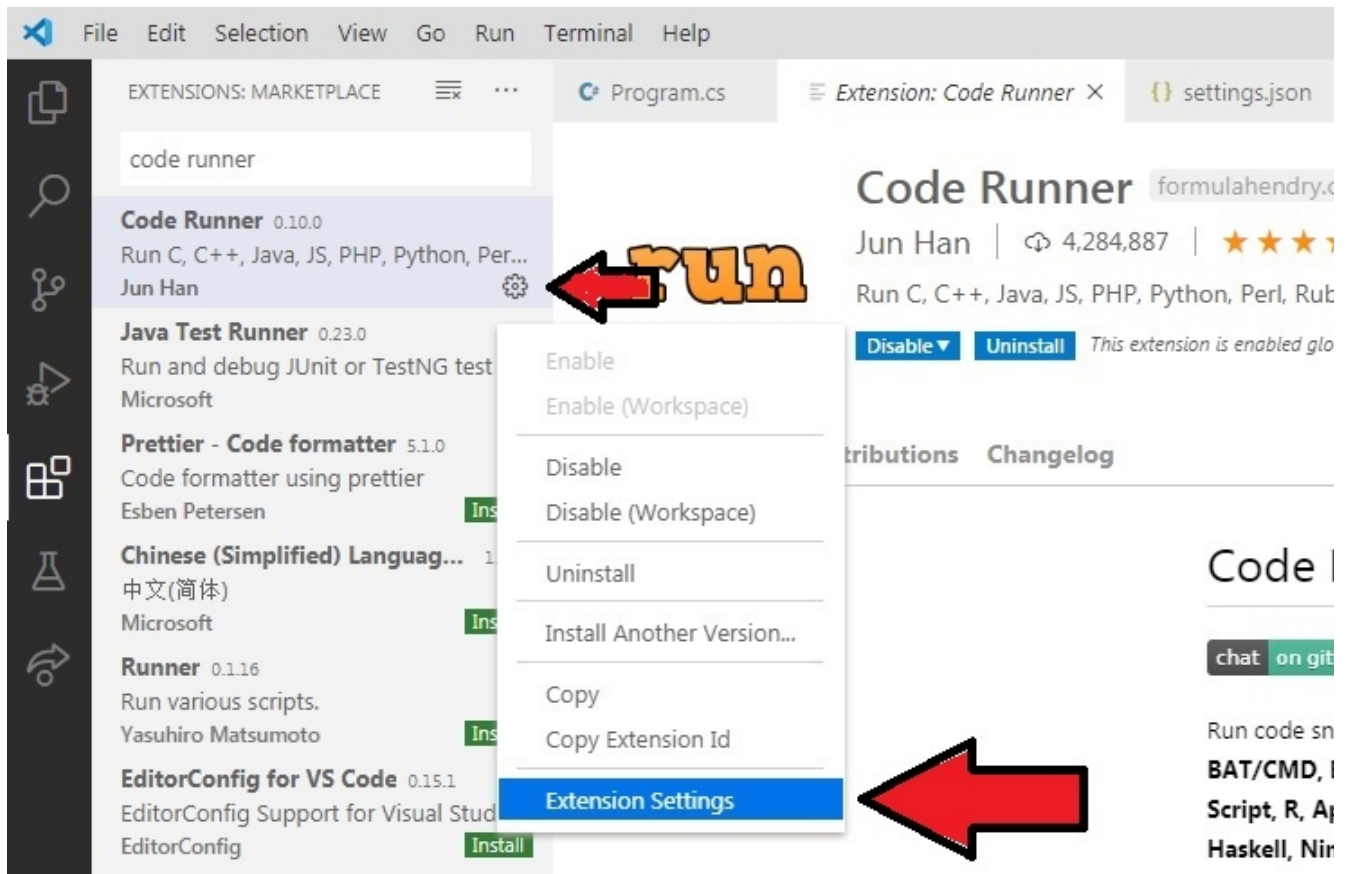 File Edit Selection View Go Run Terminal Help
EXTENSIONS: MARKETPLACE
Program.cs
Extension: Code Runner
{} settings.json
code runner
Code Runner 0.10.0
Run C, C++, Java, JS, PHP, Python, Per...
Jun Han
Java Test Runner 0.23.0
Run and debug JUnit or TestNG test
Microsoft
Prettier - Code formatter 5.1.0
Code formatter using prettier
Esben Petersen
Chinese (Simplified) Languag...
中文(简体)
Microsoft
Runner 0.1.16
Run various scripts.
Yasuhiro Matsumoto
EditorConfig for VS Code 0.15.1
EditorConfig Support for Visual Stud
EditorConfig Install
Enable
Enable (Workspace)
Disable
Disable (Workspace)
Uninstall
Install Another Version...
Copy
Copy Extension Id
Extension Settings
run
Code Runner formulahendry.c
Jun Han | 4,284,887 |
Run C, C++, Java, JS, PHP, Python, Perl, Rub
Disable Uninstall This extension is enabled glo
tributions Changelog
Code
chat on git
Run code sn
BAT/CMD,
Script, R, Ap
Haskell, Nim